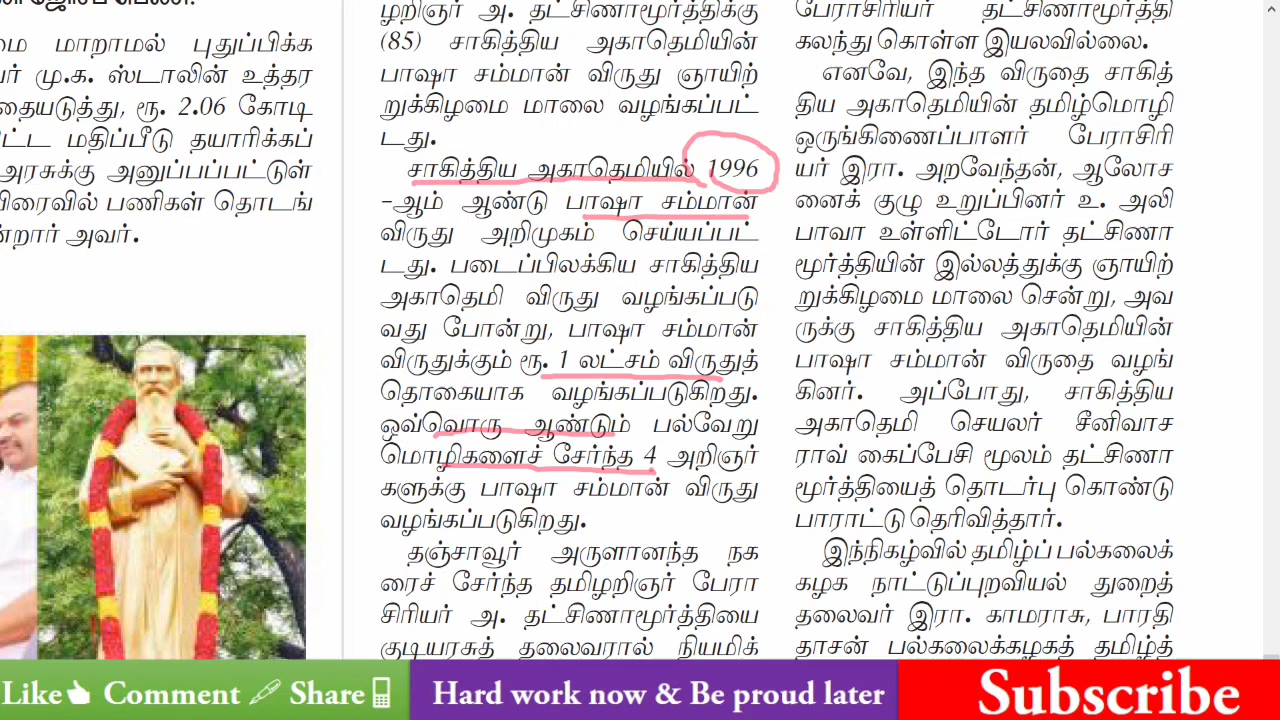 மை மாறாமல் புதுப்பிக்க
பர் மு.க. ஸ்டாலின் உத்தர
தையடுத்து, ரூ. 2.06 கோடி
ட்ட மதிப்பீடு தயாரிக்கப்
அரசுக்கு அனுப்பப்பட்டுள்
விரைவில் பணிகள் தொடங்
ன்றார் அவர்.
ழறிஞர் அ. தட்சிணாமூர்த்திக்கு
(85) சாகித்திய அகாதெமியின்
பாஷா சம்மான் விருது ஞாயிற்
றுக்கிழமை மாலை வழங்கப்பட்
டது.
சாகித்திய அகாதெமியில் 1996
-ஆம் ஆண்டு பாஷா சம்மான்
விருது அறிமுகம் செய்யப்பட்
டது. படைப்பிலக்கிய சாகித்திய
அகாதெமி விருது வழங்கப்படு
வது போன்று, பாஷா சம்மான்
விருதுக்கும் ரூ. 1 லட்சம் விருதுத்
தொகையாக வழங்கப்படுகிறது.
ஒவ்வொரு ஆண்டும் பல்வேறு
மொழிகளைச் சேர்ந்த 4 அறிஞர்
களுக்கு பாஷா சம்மான் விருது
வழங்கப்படுகிறது.
தஞ்சாவூர் அருளானந்த நக
ரைச் சேர்ந்த தமிழறிஞர் பேரா
சிரியர் அ. தட்சிணாமூர்த்தியை
குடியரசுத் தலைவரால் நியமிக்
பேராசிரியர் தட்சிணாமூர்த்தி
கலந்து கொள்ள இயலவில்லை.
எனவே, இந்த விருதை சாகித்
திய அகாதெமியின் தமிழ்மொழி
ஒருங்கிணைப்பாளர் பேராசிரி
யர் இரா. அறவேந்தன், ஆலோச
னைக் குழு உறுப்பினர் உ. அலி
பாவா உள்ளிட்டோர் தட்சிணா
மூர்த்தியின் இல்லத்துக்கு ஞாயிற்
றுக்கிழமை மாலை சென்று, அவ
ருக்கு சாகித்திய அகாதெமியின்
பாஷா சம்மான் விருதை வழங்
கினர். அப்போது, சாகித்திய
அகாதெமி செயலர் சீனிவாச
ராவ் கைப்பேசி மூலம் தட்சிணா
மூர்த்தியைத் தொடர்பு கொண்டு
பாராட்டு தெரிவித்தார்.
இந்நிகழ்வில் தமிழ்ப் பல்கலைக்
கழக நாட்டுப்புறவியல் துறைத்
தலைவர் இரா. காமராசு, பாரதி
தாசன் பல்கலைக்கழகத் தமிழ்த்
Like Comment Share
Hard work now & Be proud later
Subscribe